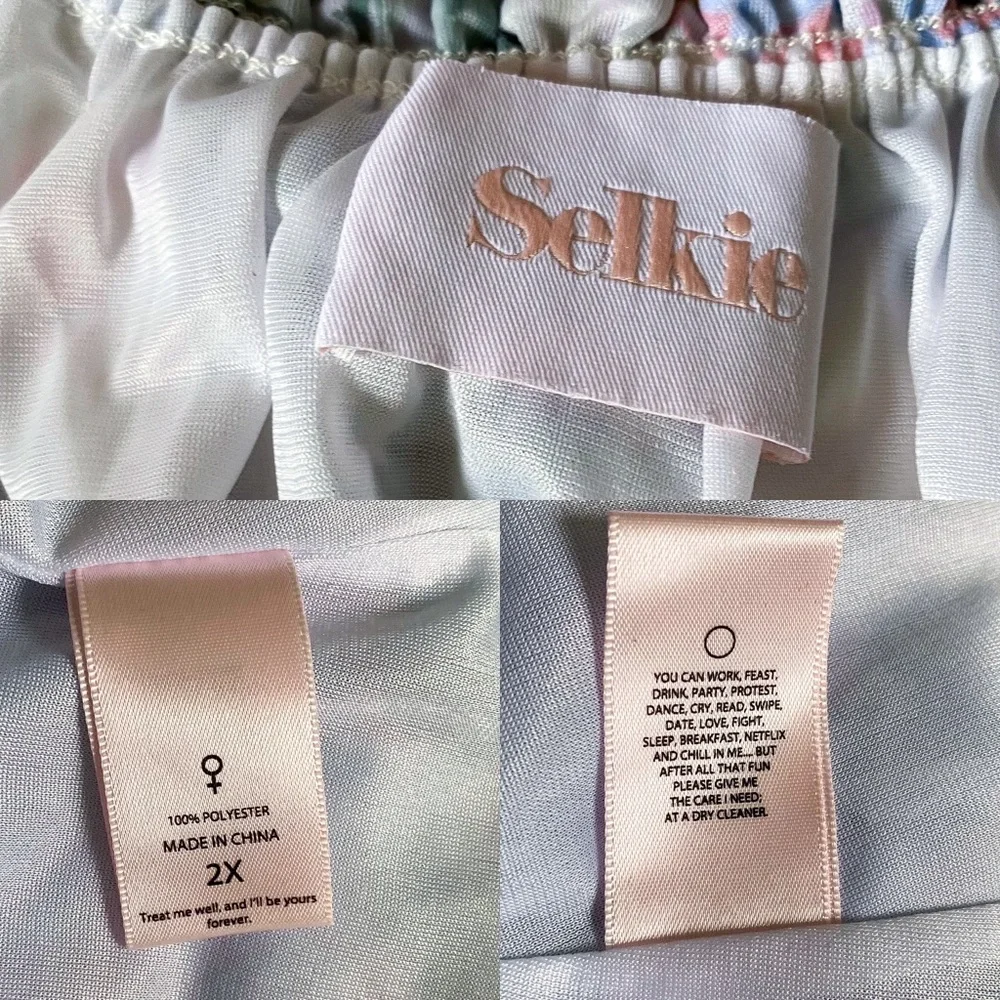 Selkie
100% POLYESTER
MADE IN CHINA
2X
Treat me well, and I'll be yours
forever.
YOU CAN WORK, FEAST,
DRINK, PARTY, PROTEST,
DANCE, CRY, READ, SWIPE,
DATE, LOVE, FIGHT,
SLEEP, BREAKFAST, NETFLIX
AND CHILL IN ME.... BUT
AFTER ALL THAT FUN
PLEASE GIVE ME
THE CARE I NEED;
AT A DRY CLEANER.